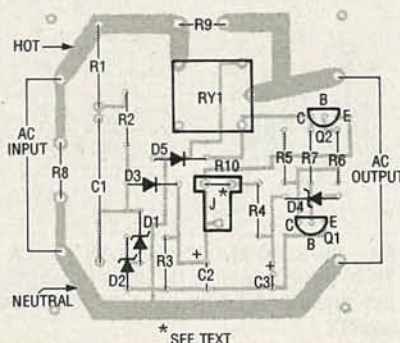 HOT
R9
R1
RY1
AC INPUT
R2
B
C
E
Q2
D5
R10
R5
R7
R6
AC OUTPUT
R8
C1
D3
J
*
R4
D4
C
E
B
Q1
D1
D2
R3
+
C2
+
C3
NEUTRAL
*SEE TEXT